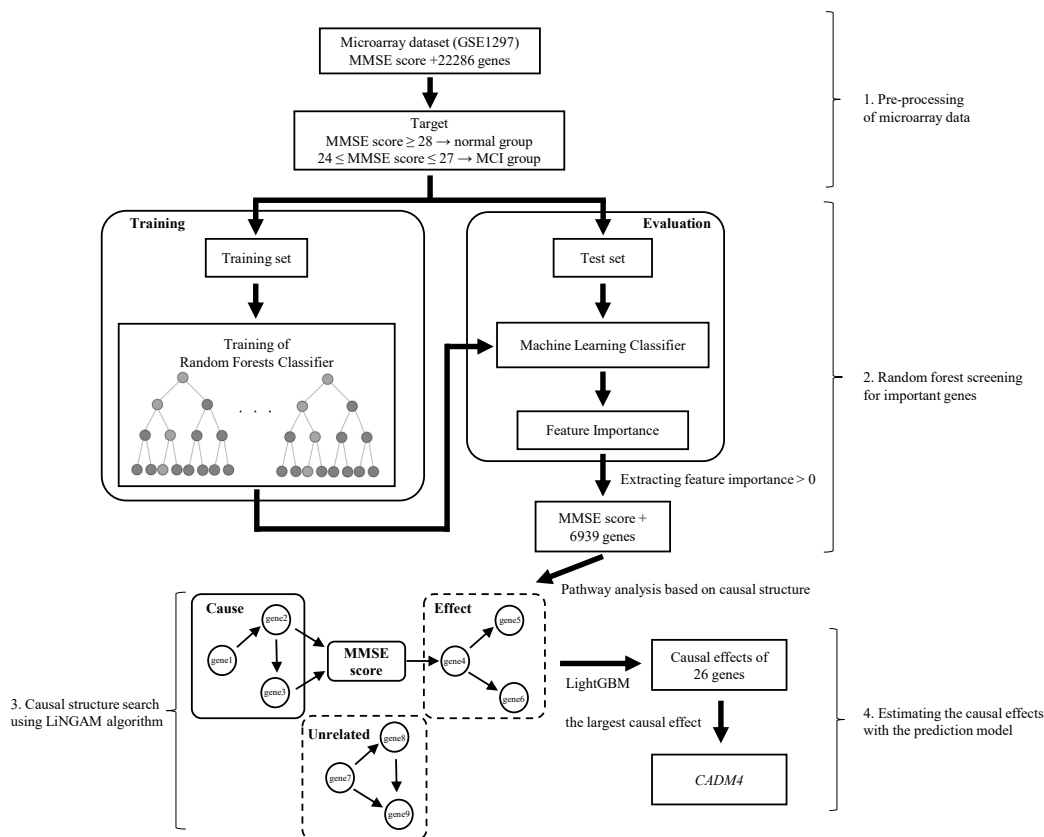 Microarray dataset (GSE1297)
MMSE score +22286 genes
Target
MMSE score ≥ 28 → normal group
24 ≤ MMSE score ≤ 27 → MCI group
1. Pre-processing
of microarray data
Training
Training set
Training of
Random Forests Classifier
. . .
Evaluation
Test set
Machine Learning Classifier
Feature Importance
Extracting feature importance > 0
MMSE score +
6939 genes
2. Random forest screening
for important genes
Pathway analysis based on causal structure
3. Causal structure search
using LiNGAM algorithm
Cause
gene2
gene1
gene3
MMSE
score
Effect
gene5
gene4
gene6
Unrelated
gene8
gene7
gene9
LightGBM
Causal effects of
26 genes
the largest causal effect
CADM4
4. Estimating the causal effects
with the prediction model